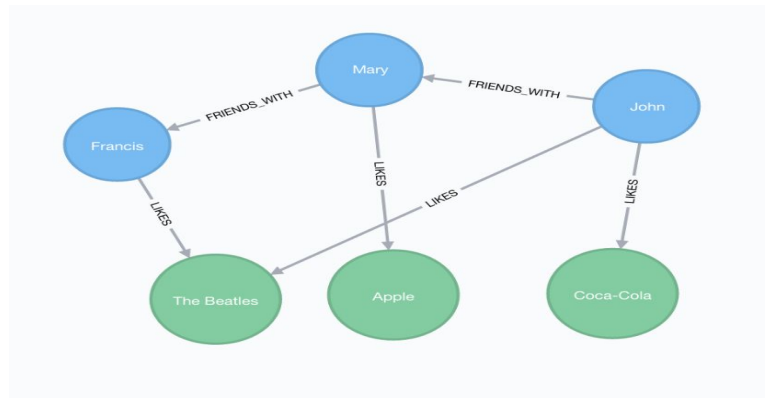 Mary
FRIENDS_WITH
FRIENDS_WITH
John
Francis
LIKES
LIKES
LIKES
LIKES
The Beatles
Apple
Coca-Cola